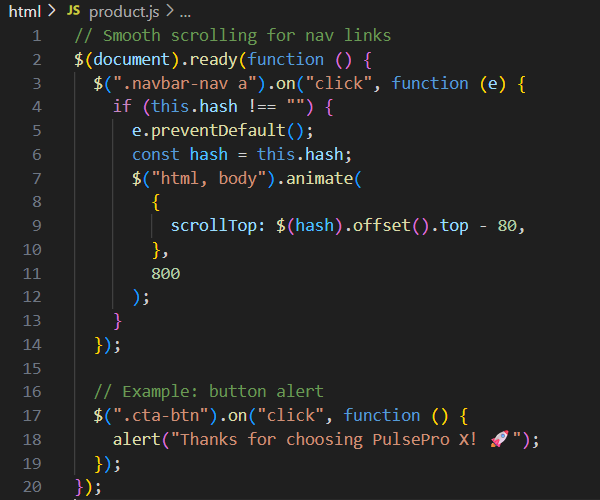 html > JS product.js > ...
1 // Smooth scrolling for nav links
2 $(document).ready(function () {
3   $(".navbar-nav a").on("click", function (e) {
4     if (this.hash !== "") {
5       e.preventDefault();
6       const hash = this.hash;
7       $("html, body").animate(
8         {
9           scrollTop: $(hash).offset().top - 80,
10         },
11         800
12       );
13     }
14   });
15
16   // Example: button alert
17   $(".cta-btn").on("click", function () {
18     alert("Thanks for choosing PulsePro X! 🚀");
19   });
20 });